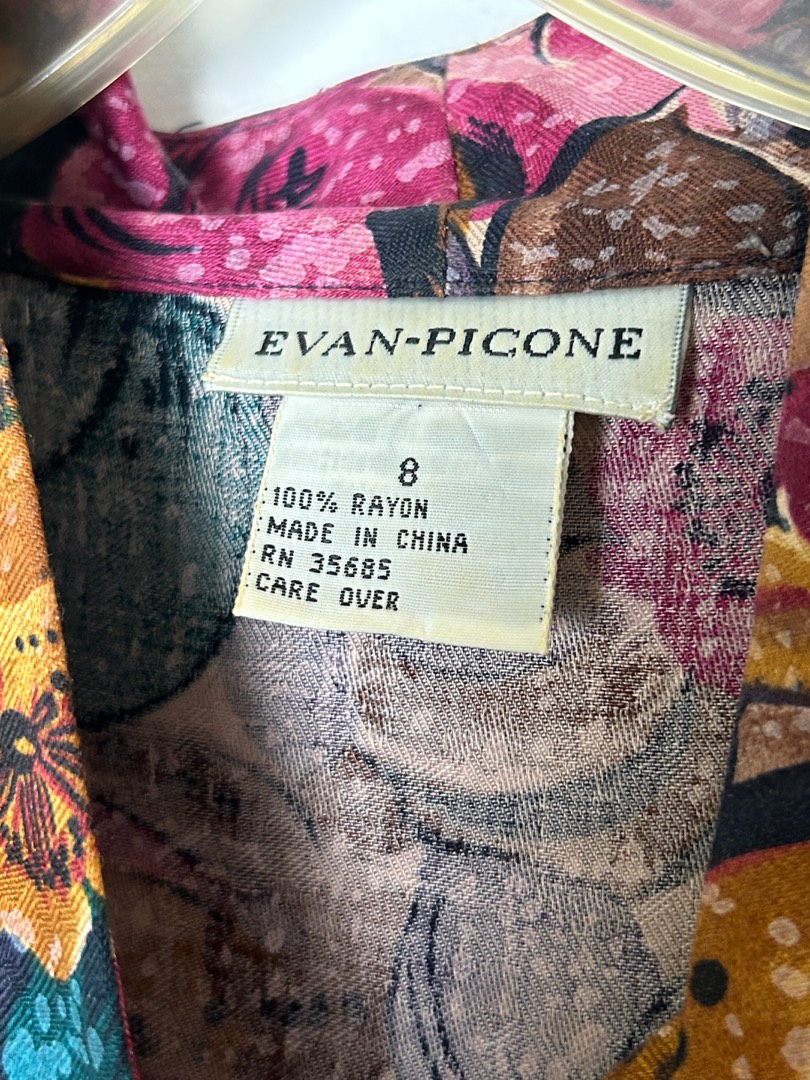 EVAN-PICONE
8
100% RAYON
MADE IN CHINA
RN 35685
CARE OVER